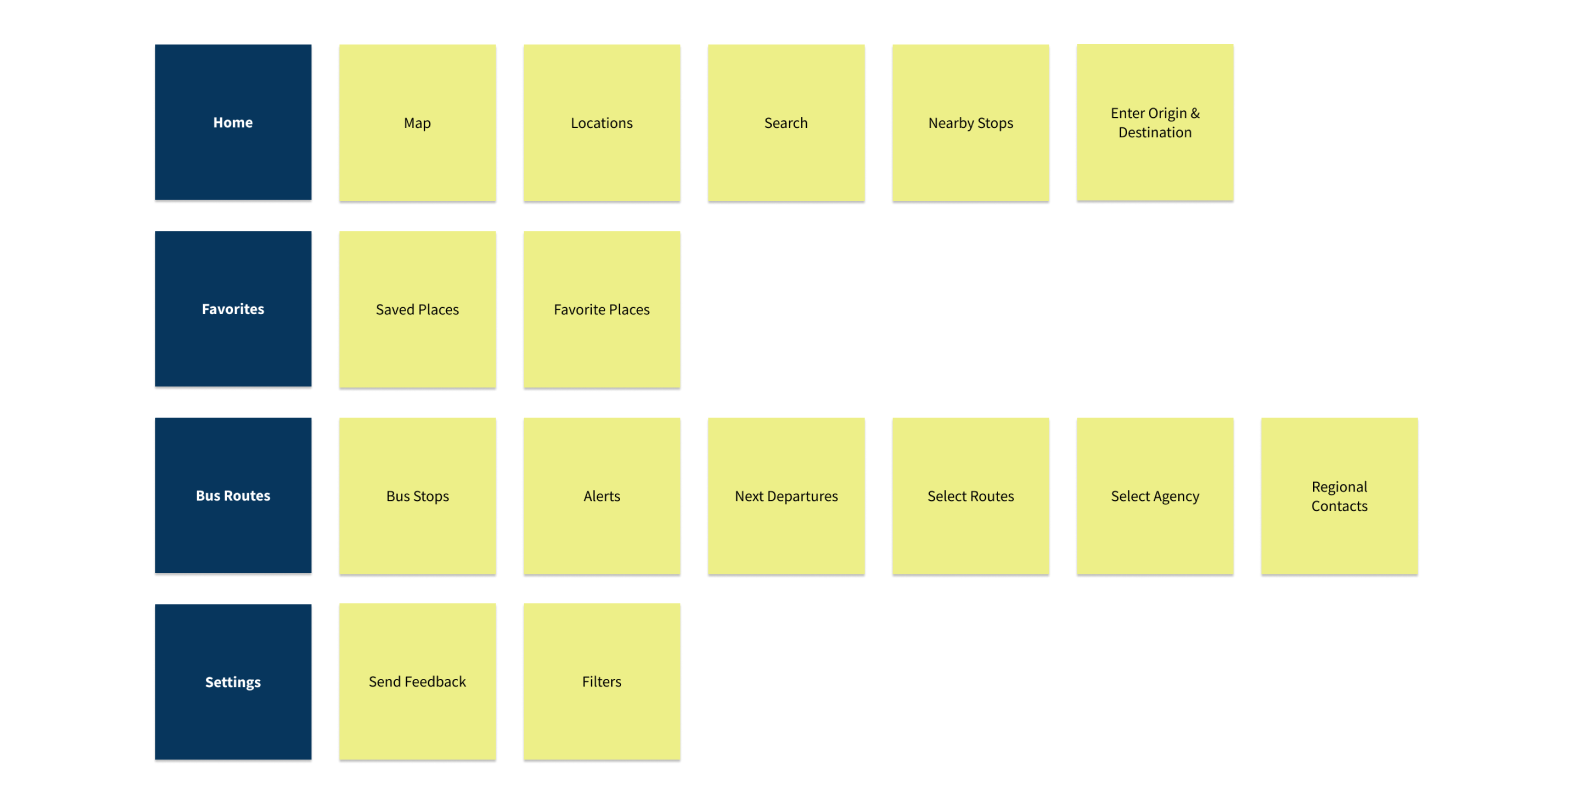 Home
Map
Locations
Search
Nearby Stops
Enter Origin &
Destination
Favorites
Saved Places
Favorite Places
Bus Routes
Bus Stops
Alerts
Next Departures
Select Routes
Select Agency
Regional
Contacts
Settings
Send Feedback
Filters